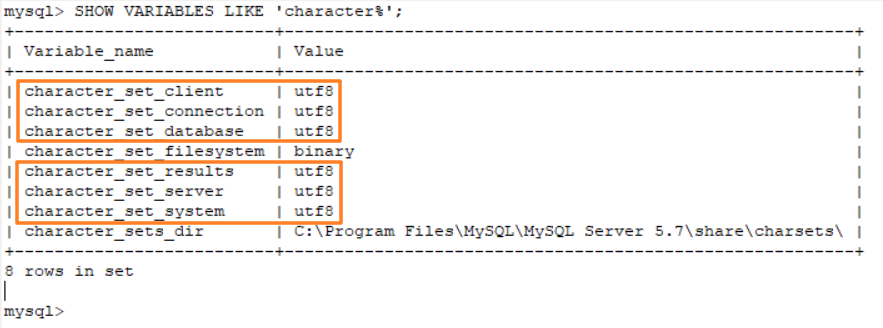 mysql> SHOW VARIABLES LIKE 'character%';
+--------------------------+---------------------------------------------------------+
| Variable_name            | Value                                                   |
+--------------------------+---------------------------------------------------------+
| character_set_client     | utf8                                                    |
| character_set_connection | utf8                                                    |
| character_set_database   | utf8                                                    |
| character_set_filesystem | binary                                                  |
| character_set_results    | utf8                                                    |
| character_set_server     | utf8                                                    |
| character_set_system     | utf8                                                    |
| character_sets_dir       | C:\Program Files\MySQL\MySQL Server 5.7\share\charsets\ |
+--------------------------+---------------------------------------------------------+
8 rows in set
mysql>